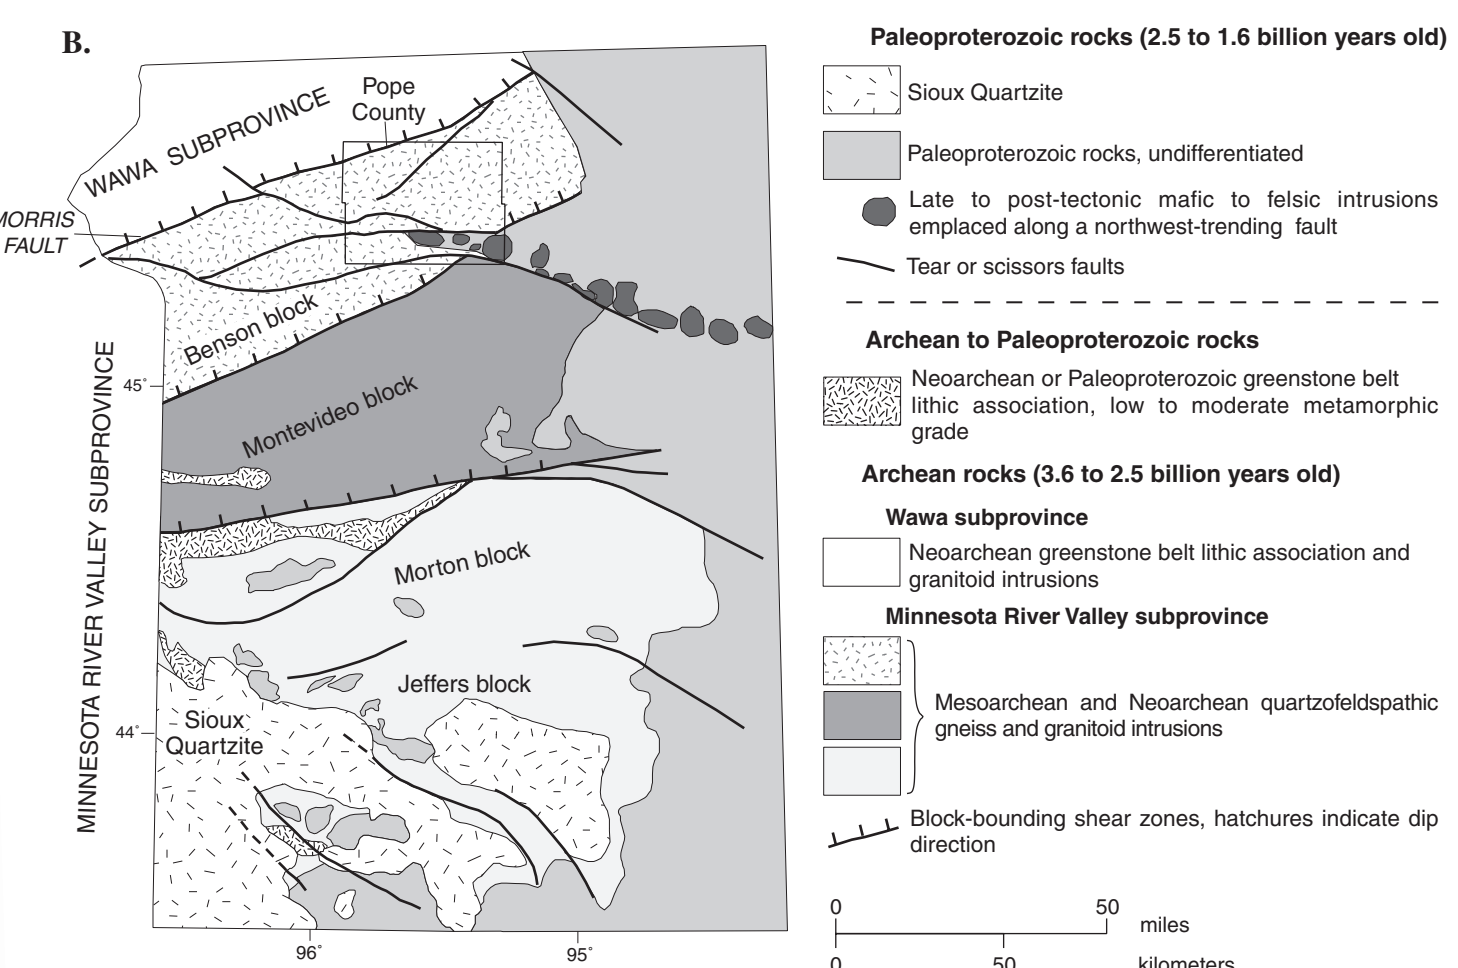 B.
WAWA SUBPROVINCE
Pope
County
MORRIS
FAULT
Benson block
45°
Montevideo block
MINNESOTA RIVER VALLEY SUBPROVINCE
Morton block
Jeffers block
Sioux
Quartzite
44°
96°
95°
Paleoproterozoic rocks (2.5 to 1.6 billion years old)
Sioux Quartzite
Paleoproterozoic rocks, undifferentiated
Late to post-tectonic mafic to felsic intrusions
emplaced along a northwest-trending fault
Tear or scissors faults
Archean to Paleoproterozoic rocks
Neoarchean or Paleoproterozoic greenstone belt
lithic association, low to moderate metamorphic
grade
Archean rocks (3.6 to 2.5 billion years old)
Wawa subprovince
Neoarchean greenstone belt lithic association and
granitoid intrusions
Minnesota River Valley subprovince
Mesoarchean and Neoarchean quartzofeldspathic
gneiss and granitoid intrusions
Block-bounding shear zones, hatchures indicate dip
direction
0 50
miles
0 50
kilometers